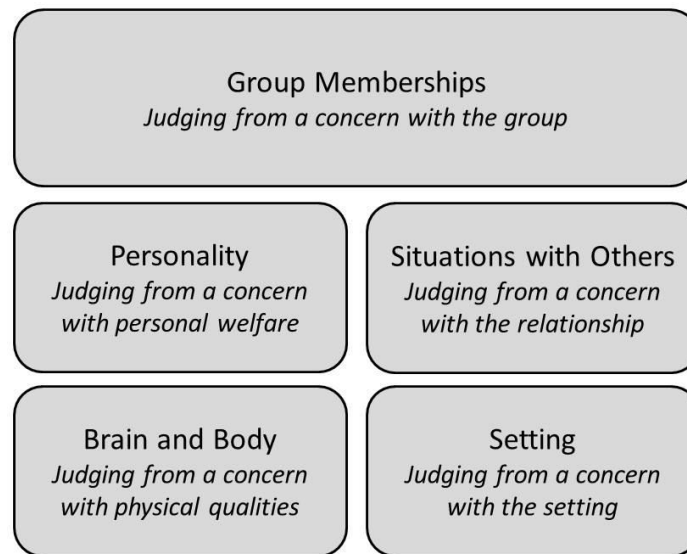 Group Memberships
Judging from a concern with the group
Personality
Judging from a concern
with personal welfare
Situations with Others
Judging from a concern
with the relationship
Brain and Body
Judging from a concern
with physical qualities
Setting
Judging from a concern
with the setting